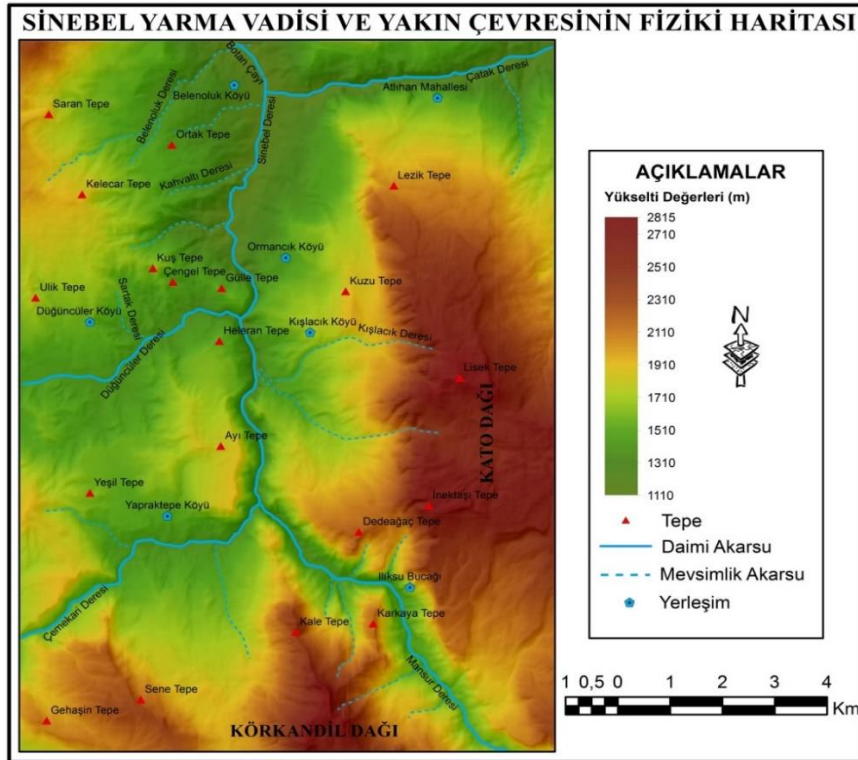 SİNEBEL YARMA VADİSİ VE YAKIN ÇEVRESİNİN FİZİKİ HARİTASI
Botan Çayı
Çatak Deresi
Belenoluk Deresi
Belenoluk Köyü
Atlıhan Mahallesi
Saran Tepe
Sinebel Deresi
Ortak Tepe
Kahvaltı Deresi
Kelecar Tepe
Lezik Tepe
Ormancık Köyü
Kuş Tepe
Çengel Tepe
Gülle Tepe
Kuzu Tepe
Ulik Tepe
Sartak Deresi
Düğüncüler Köyü
Kışlacık Köyü
Kışlacık Deresi
Heleran Tepe
Düğüncüler Deresi
Lisek Tepe
KATO DAĞI
Ayı Tepe
Yeşil Tepe
Yapraktepe Köyü
İnektaşı Tepe
Dedeağaç Tepe
Ilıksu Bucağı
Çemekari Deresi
Kale Tepe
Karkaya Tepe
Mansur Deresi
Sene Tepe
Gehaşin Tepe
KÖRKANDİL DAĞI
AÇIKLAMALAR
Yükselti Değerleri (m)
2815
2710
2510
2310
2110
1910
1710
1510
1310
1110
N
Tepe
Daimi Akarsu
Mevsimlik Akarsu
Yerleşim
1 0,5 0 1 2 3 4
Km